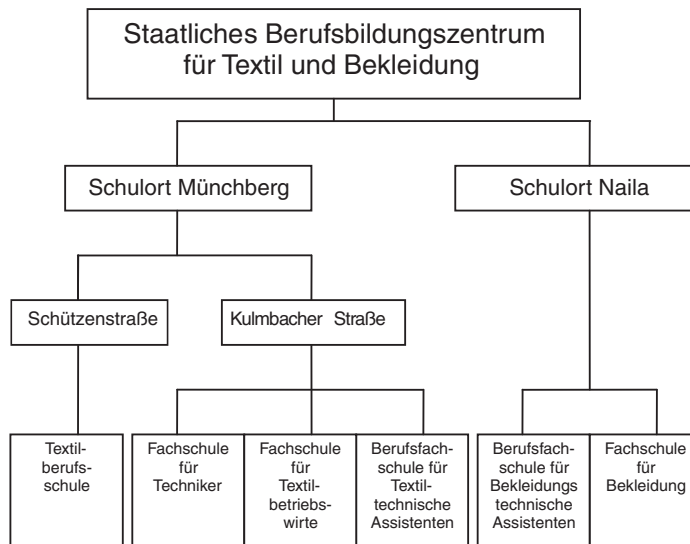 Staatliches Berufsbildungszentrum
für Textil und Bekleidung
Schulort Münchberg
Schulort Naila
Schützenstraße
Kulmbacher Straße
Textil-
berufs-
schule
Fachschule
für
Techniker
Fachschule
für
Textil-
betriebs-
wirte
Berufsfach-
schule für
Textil-
technische
Assistenten
Berufsfach-
schule für
Bekleidungs
technische
Assistenten
Fachschule
für
Bekleidung